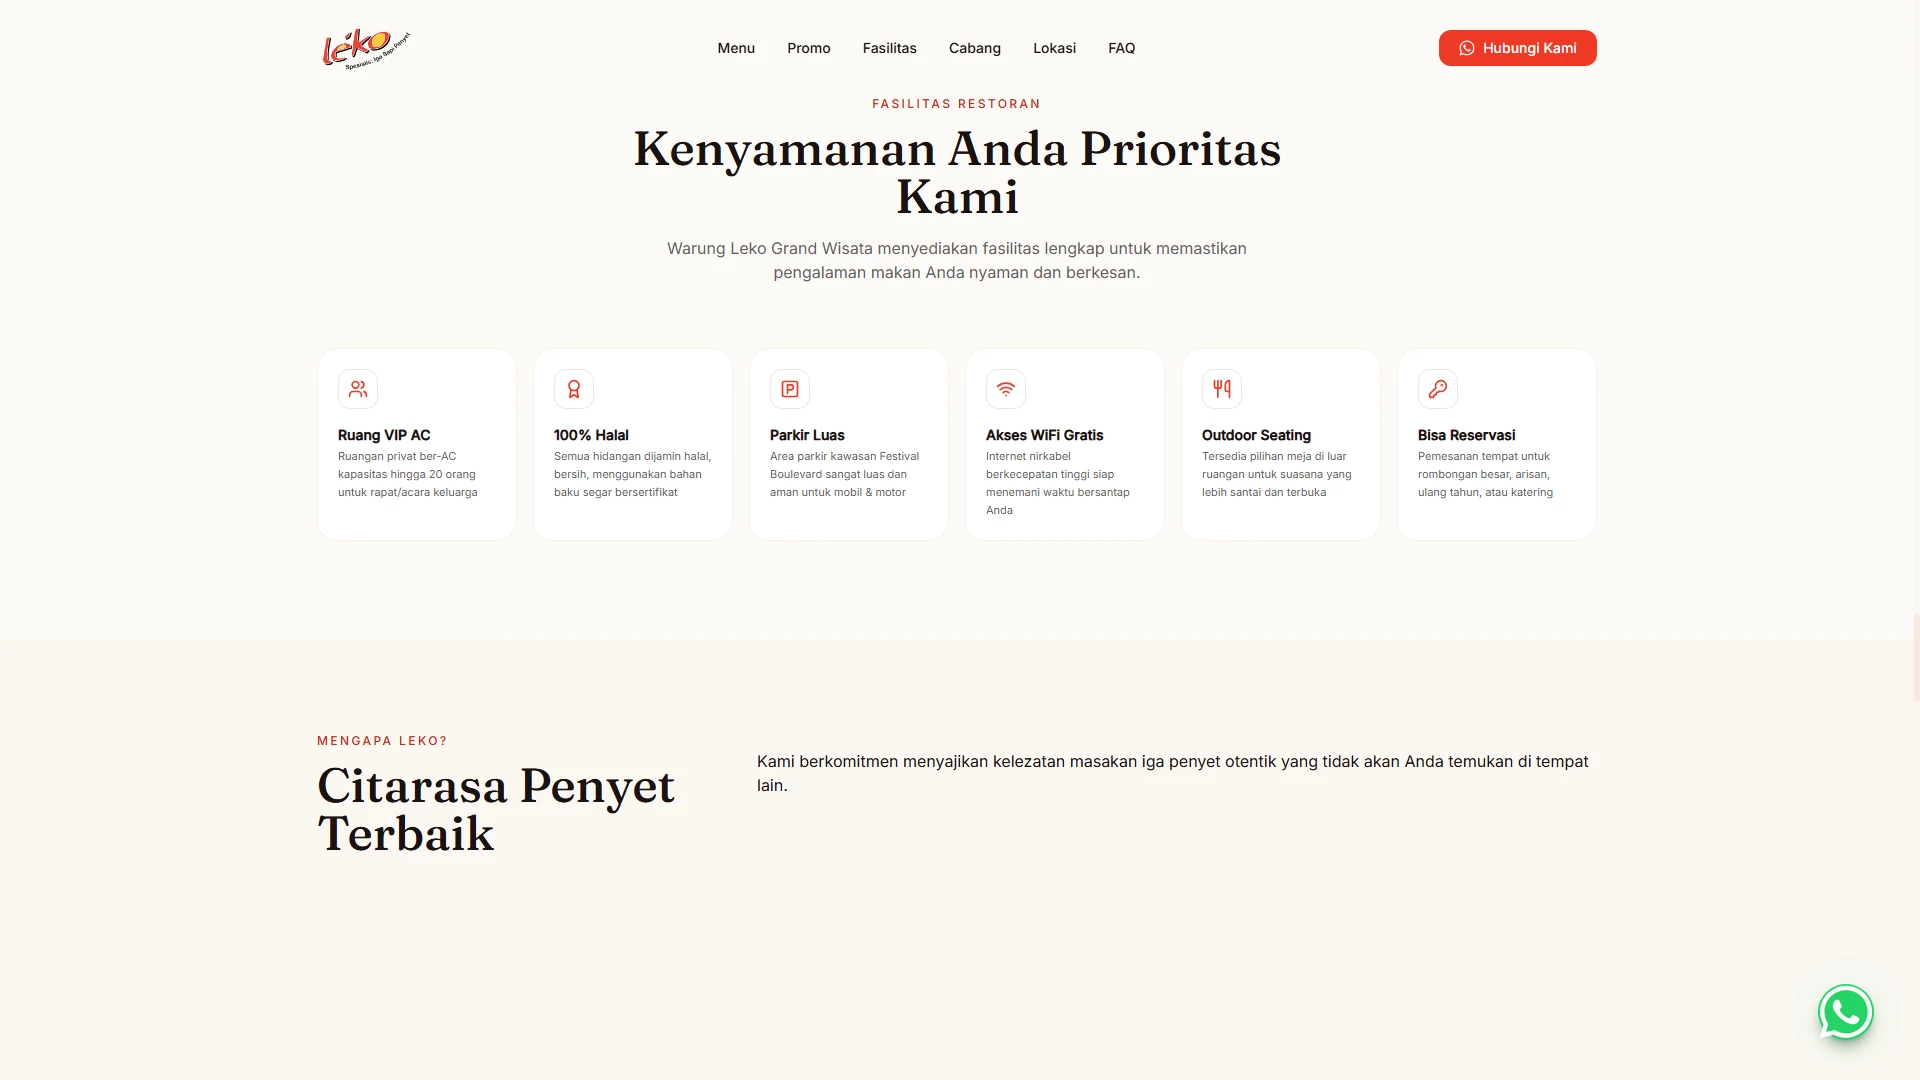 leko
Spesialis: Iga Sapi Penyet
Menu
Promo
Fasilitas
Cabang
Lokasi
FAQ
Hubungi Kami
FASILITAS RESTORAN
Kenyamanan Anda Prioritas
Kami
Warung Leko Grand Wisata menyediakan fasilitas lengkap untuk memastikan
pengalaman makan Anda nyaman dan berkesan.
Ruang VIP AC
Ruangan privat ber-AC
kapasitas hingga 20 orang
untuk rapat/acara keluarga
100% Halal
Semua hidangan dijamin halal,
bersih, menggunakan bahan
baku segar bersertifikat
Parkir Luas
Area parkir kawasan Festival
Boulevard sangat luas dan
aman untuk mobil & motor
Akses WiFi Gratis
Internet nirkabel
berkecepatan tinggi siap
menemani waktu bersantap
Anda
Outdoor Seating
Tersedia pilihan meja di luar
ruangan untuk suasana yang
lebih santai dan terbuka
Bisa Reservasi
Pemesanan tempat untuk
rombongan besar, arisan,
ulang tahun, atau katering
MENGAPA LEKO?
Citarasa Penyet
Terbaik
Kami berkomitmen menyajikan kelezatan masakan iga penyet otentik yang tidak akan Anda temukan di tempat
lain.